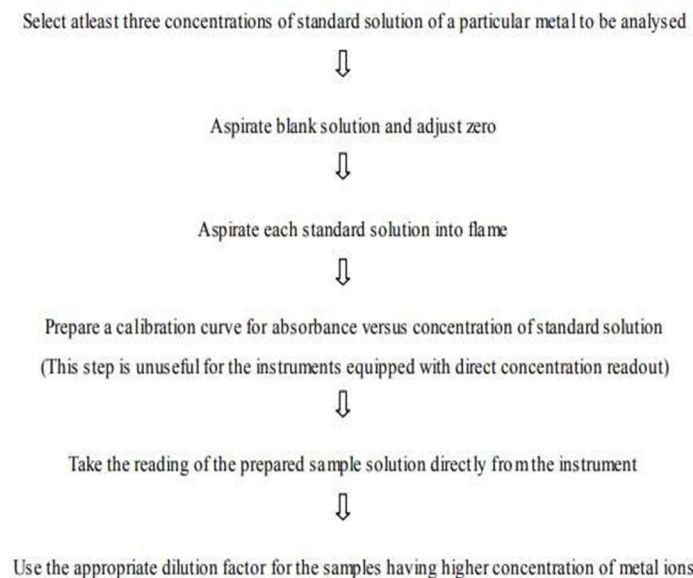 Select atleast three concentrations of standard solution of a particular metal to be analysed
Aspirate blank solution and adjust zero
Aspirate each standard solution into flame
Prepare a calibration curve for absorbance versus concentration of standard solution
(This step is unuseful for the instruments equipped with direct concentration readout)
Take the reading of the prepared sample solution directly from the instrument
Use the appropriate dilution factor for the samples having higher concentration of metal ions